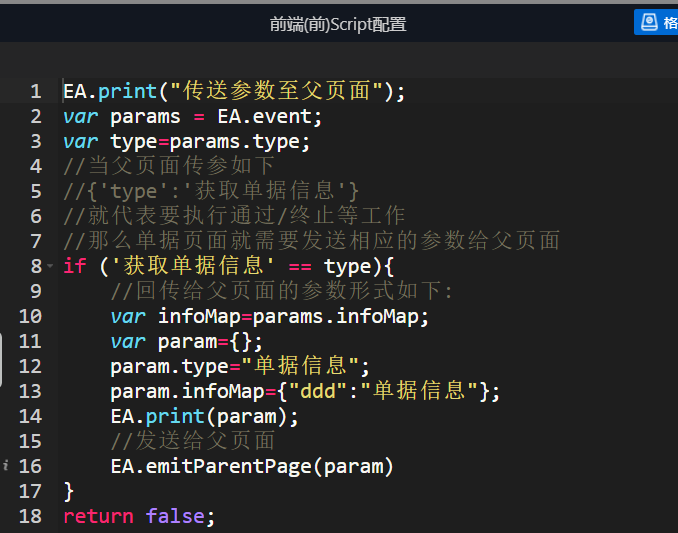 前端(前)Script配置
格
1 EA.print("传送参数至父页面");
2 var params = EA.event;
3 var type=params.type;
4 //当父页面传参如下
5 //{'type':'获取单据信息'}
6 //就代表要执行通过/终止等工作
7 //那么单据页面就需要发送相应的参数给父页面
8 if ('获取单据信息' == type){
9 //回传给父页面的参数形式如下:
10 var infoMap=params.infoMap;
11 var param={};
12 param.type="单据信息";
13 param.infoMap={"ddd":"单据信息"};
14 EA.print(param);
15 //发送给父页面
16 EA.emitParentPage(param)
17 }
18 return false;